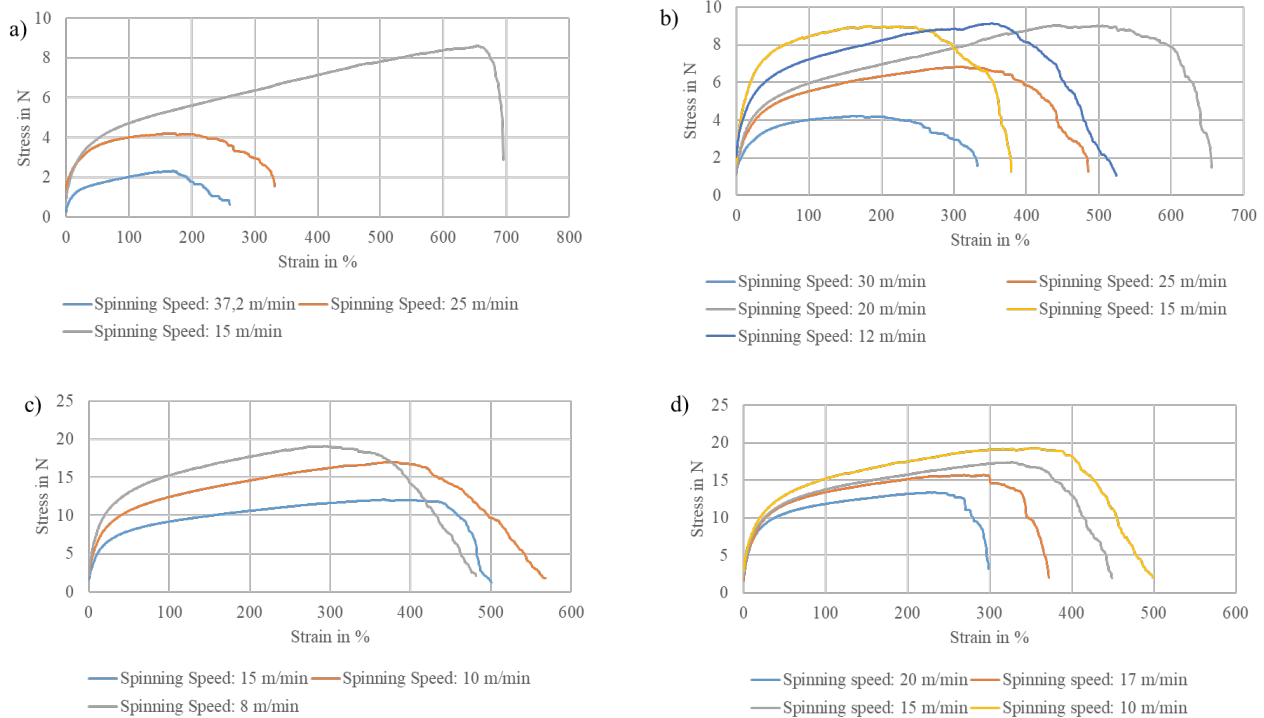 a)
Stress in N
10
8
6
4
2
0
0 100 200 300 400 500 600 700 800
Strain in %
Spinning Speed: 37,2 m/min Spinning Speed: 25 m/min
Spinning Speed: 15 m/min
b)
Stress in N
10
9
8
7
6
5
4
3
2
1
0
0 100 200 300 400 500 600 700
Strain in %
Spinning Speed: 30 m/min Spinning Speed: 25 m/min
Spinning Speed: 20 m/min Spinning Speed: 15 m/min
Spinning Speed: 12 m/min
c)
Stress in N
25
20
15
10
5
0
0 100 200 300 400 500 600
Strain in %
Spinning Speed: 15 m/min Spinning Speed: 10 m/min
Spinning Speed: 8 m/min
d)
Stress in N
25
20
15
10
5
0
0 100 200 300 400 500 600
Strain in %
Spinning speed: 20 m/min Spinning speed: 17 m/min
Spinning speed: 15 m/min Spinning speed: 10 m/min